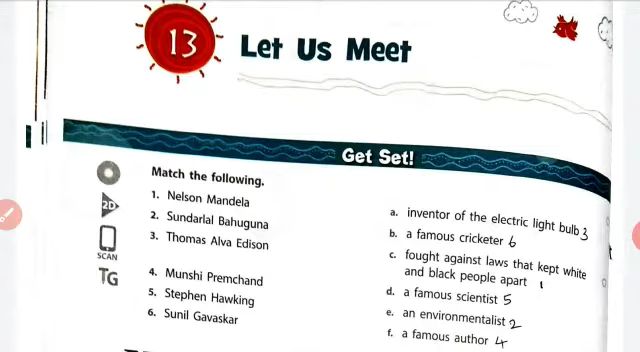 13 Let Us Meet
Get Set!
Match the following.
1. Nelson Mandela
2. Sundarlal Bahuguna
3. Thomas Alva Edison
4. Munshi Premchand
5. Stephen Hawking
6. Sunil Gavaskar
a. inventor of the electric light bulb 3
b. a famous cricketer 6
c. fought against laws that kept white
and black people apart 1
d. a famous scientist 5
e. an environmentalist 2
f. a famous author 4
2D
SCAN
TG